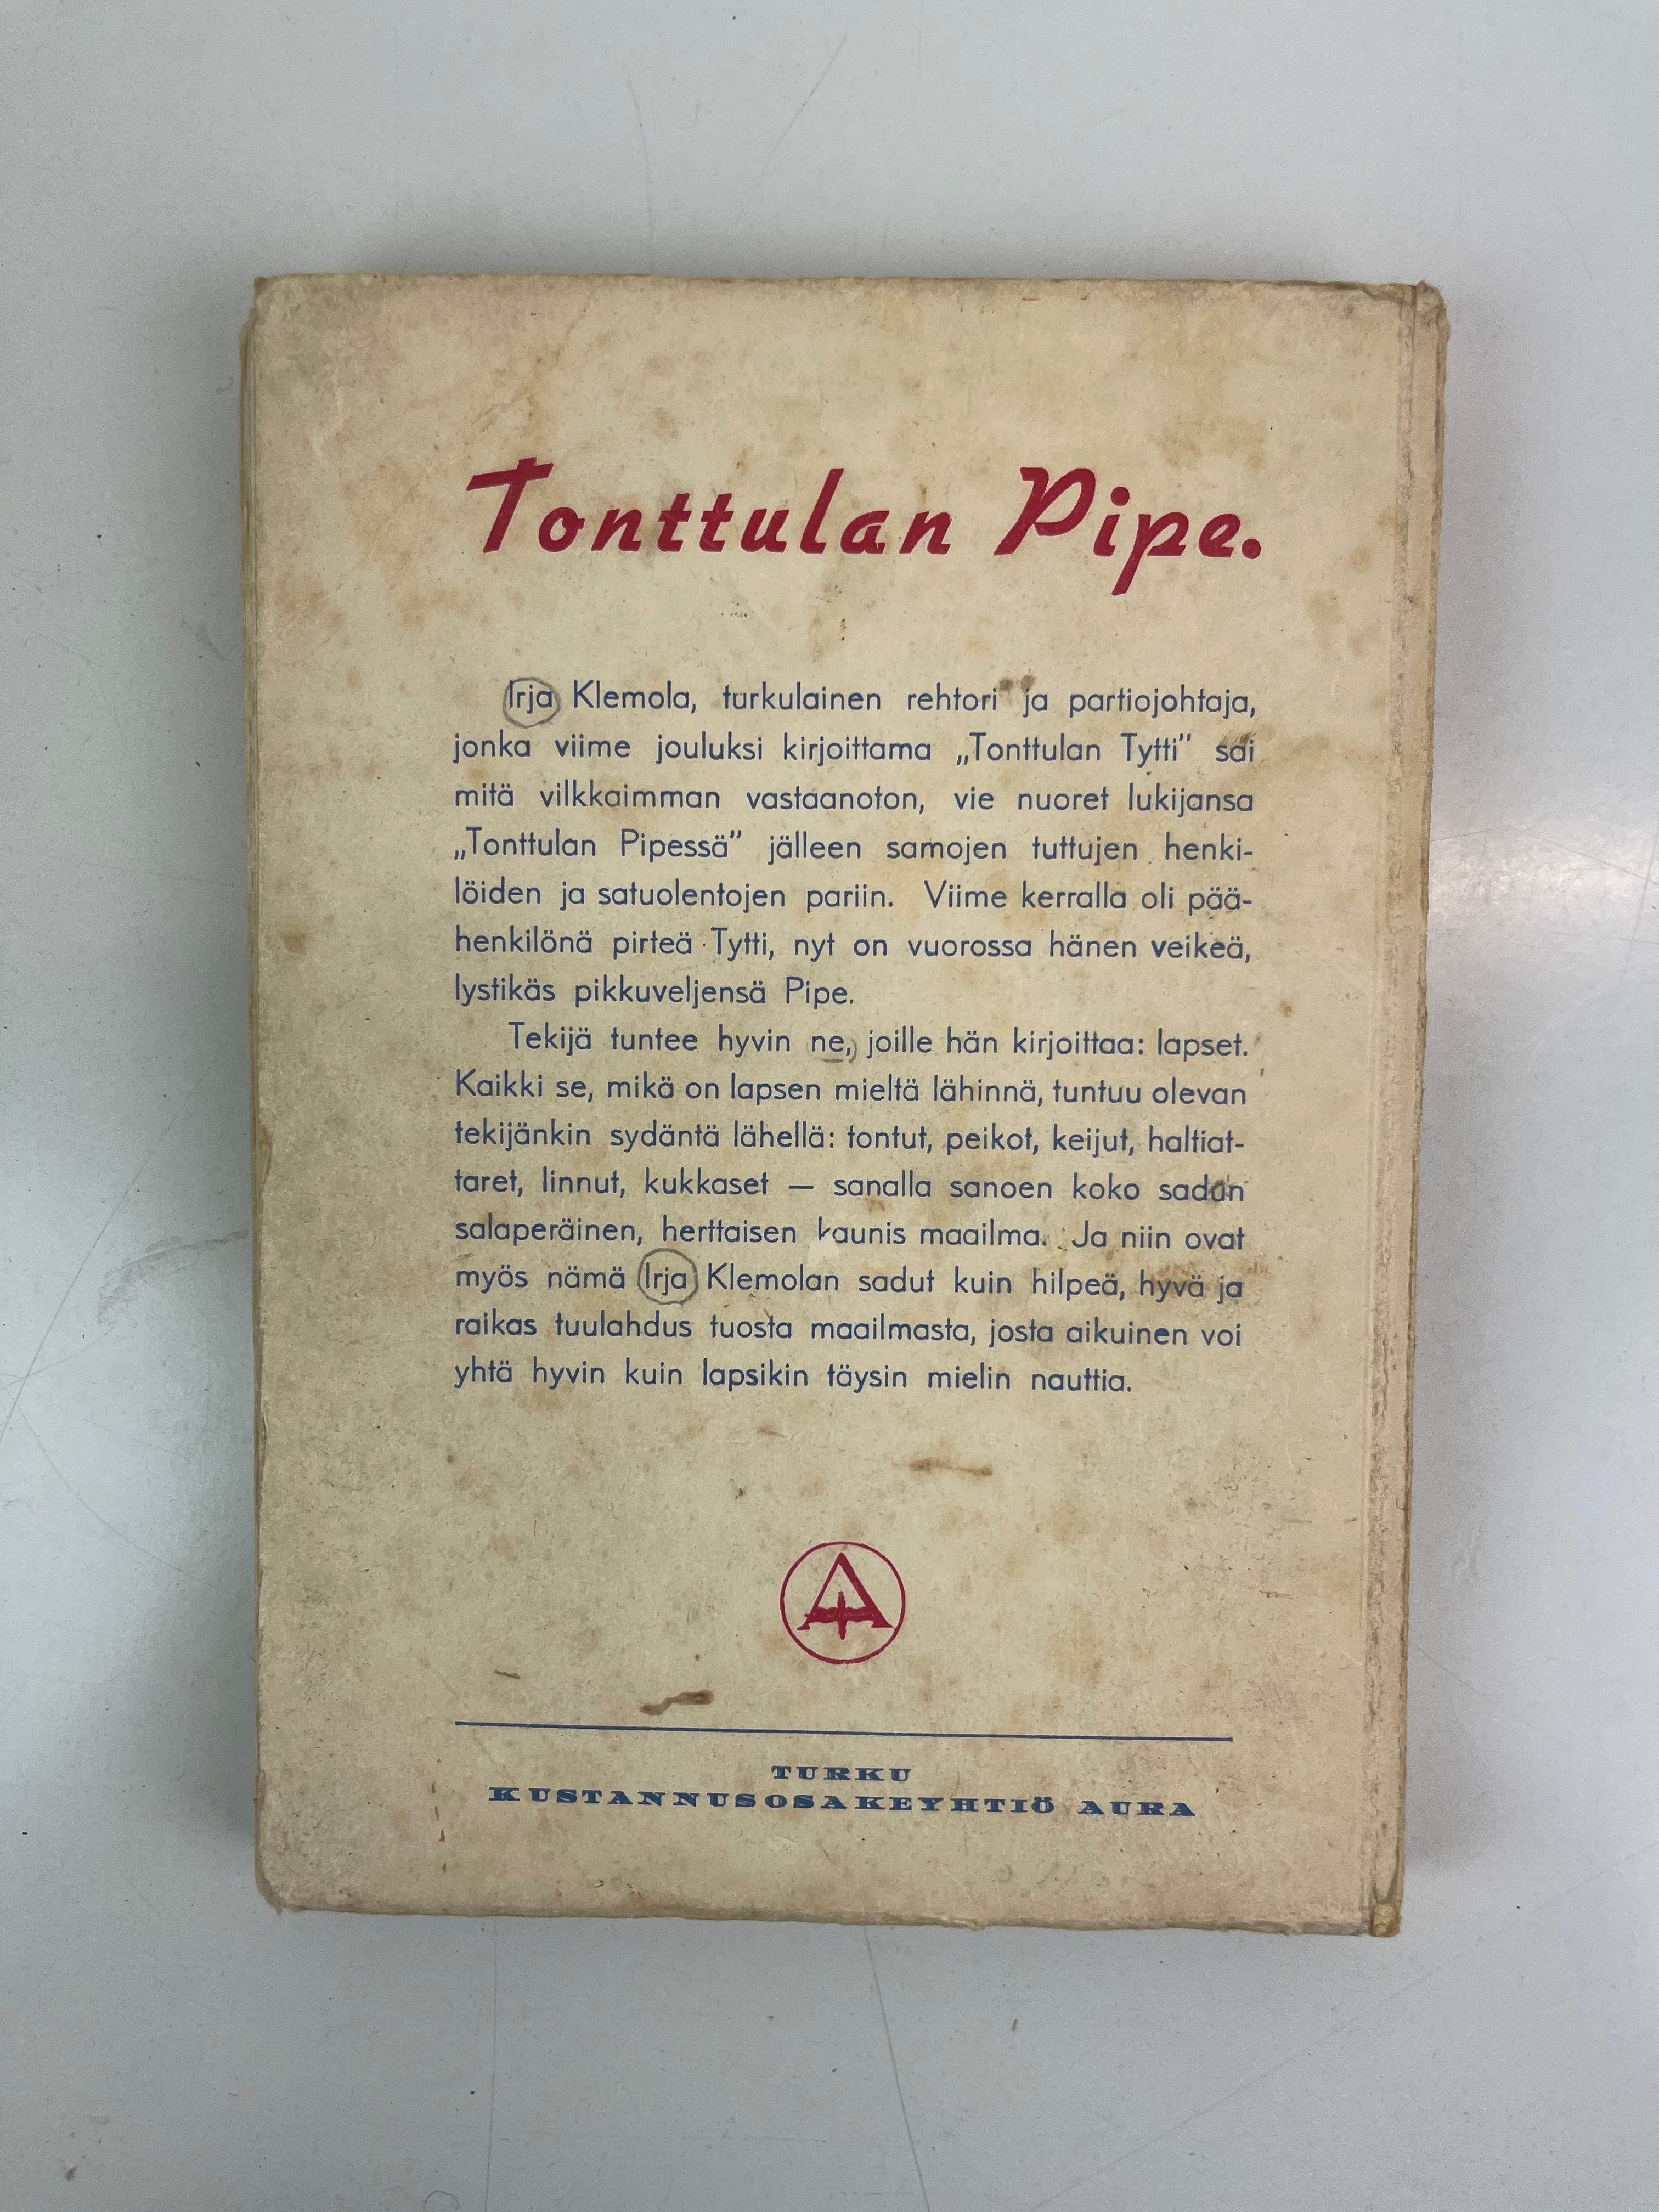 Tonttulan Pipe.
Irja Klemola, turkulainen rehtori ja partiojohtaja,
jonka viime jouluksi kirjoittama „Tonttulan Tytti” sai
mitä vilkkaimman vastaanoton, vie nuoret lukijansa
„Tonttulan Pipessä” jälleen samojen tuttujen henki-
löiden ja satuolentojen pariin. Viime kerralla oli pää-
henkilönä pirteä Tytti, nyt on vuorossa hänen veikeä,
lystikäs pikkuveljensä Pipe.
Tekijä tuntee hyvin ne, joille hän kirjoittaa: lapset.
Kaikki se, mikä on lapsen mieltä lähinnä, tuntuu olevan
tekijänkin sydäntä lähellä: tontut, peikot, keijut, haltiat-
taret, linnut, kukkaset — sanalla sanoen koko sadun
salaperäinen, herttaisen kaunis maailma. Ja niin ovat
myös nämä Irja Klemolan sadut kuin hilpeä, hyvä ja
raikas tuulahdus tuosta maailmasta, josta aikuinen voi
yhtä hyvin kuin lapsikin täysin mielin nauttia.
A
TURKU
KUSTANNUSOSAKEYHTIÖ AURA